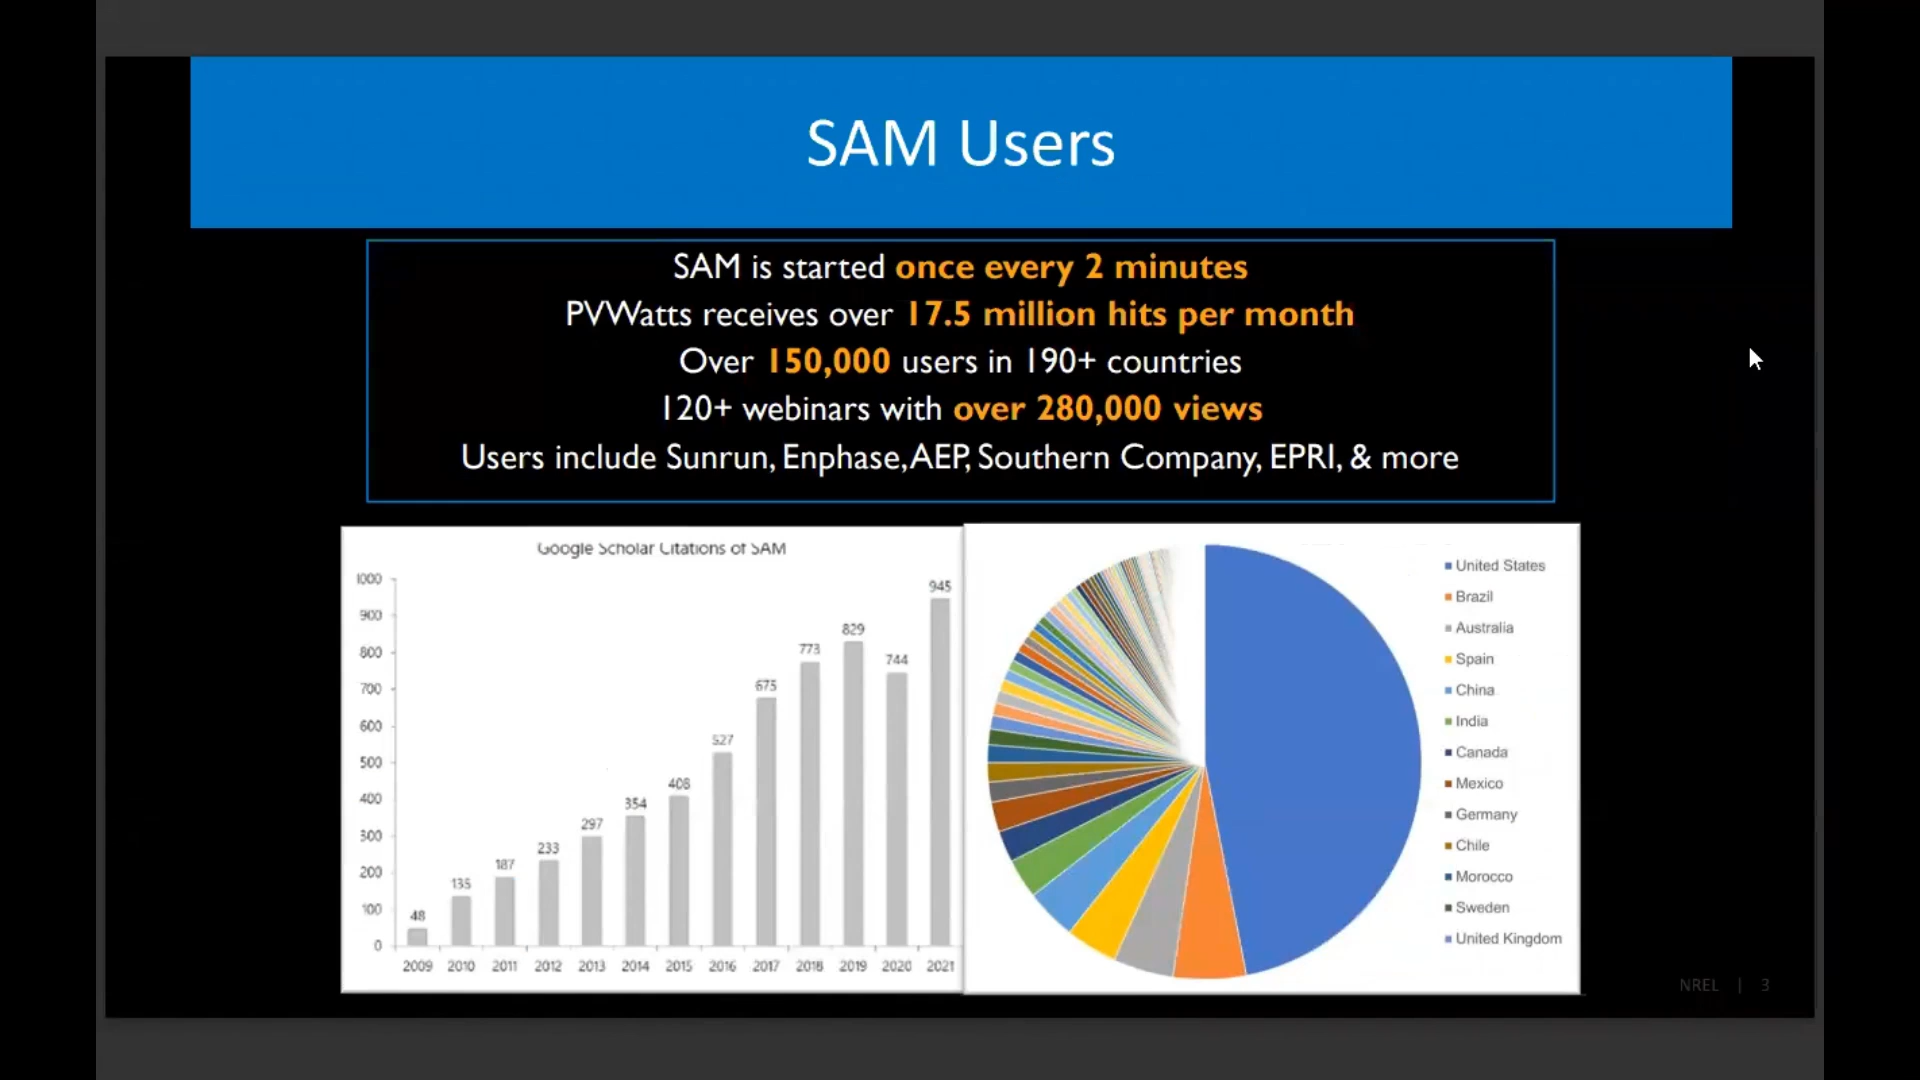 SAM Users
SAM is started once every 2 minutes
PVWatts receives over 17.5 million hits per month
Over 150,000 users in 190+ countries
120+ webinars with over 280,000 views
Users include Sunrun, Enphase, AEP, Southern Company, EPRI, & more
Google Scholar Citations of SAM
1000
900
800
700
600
500
400
300
200
100
0
48
135
187
233
297
354
408
527
675
773
829
744
945
2009 2010 2011 2012 2013 2014 2015 2016 2017 2018 2019 2020 2021
United States
Brazil
Australia
Spain
China
India
Canada
Mexico
Germany
Chile
Morocco
Sweden
United Kingdom
NREL | 3